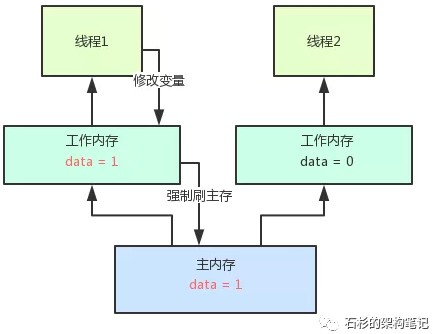 线程1
线程2
修改变量
工作内存
data = 1
工作内存
data = 0
强制刷主存
主内存
data = 1
石杉的架构笔记